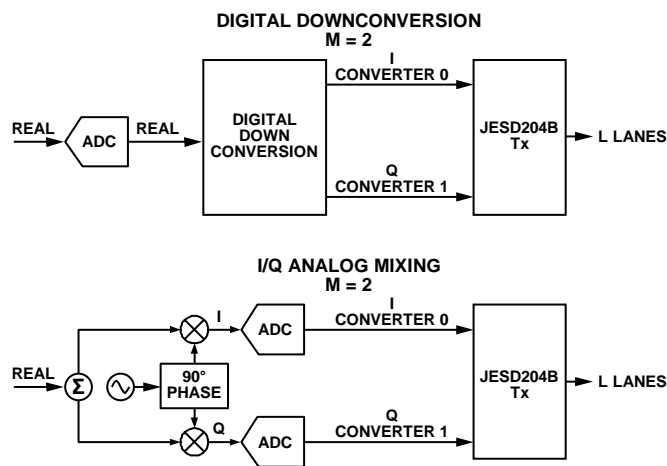 DIGITAL DOWNCONVERSION
M = 2
I
CONVERTER 0
REAL
ADC
REAL
DIGITAL
DOWN
CONVERSION
JESD204B
Tx
L LANES
Q
CONVERTER 1
I/Q ANALOG MIXING
M = 2
I
ADC
I
CONVERTER 0
REAL
Σ
90°
PHASE
JESD204B
Tx
L LANES
Q
ADC
Q
CONVERTER 1